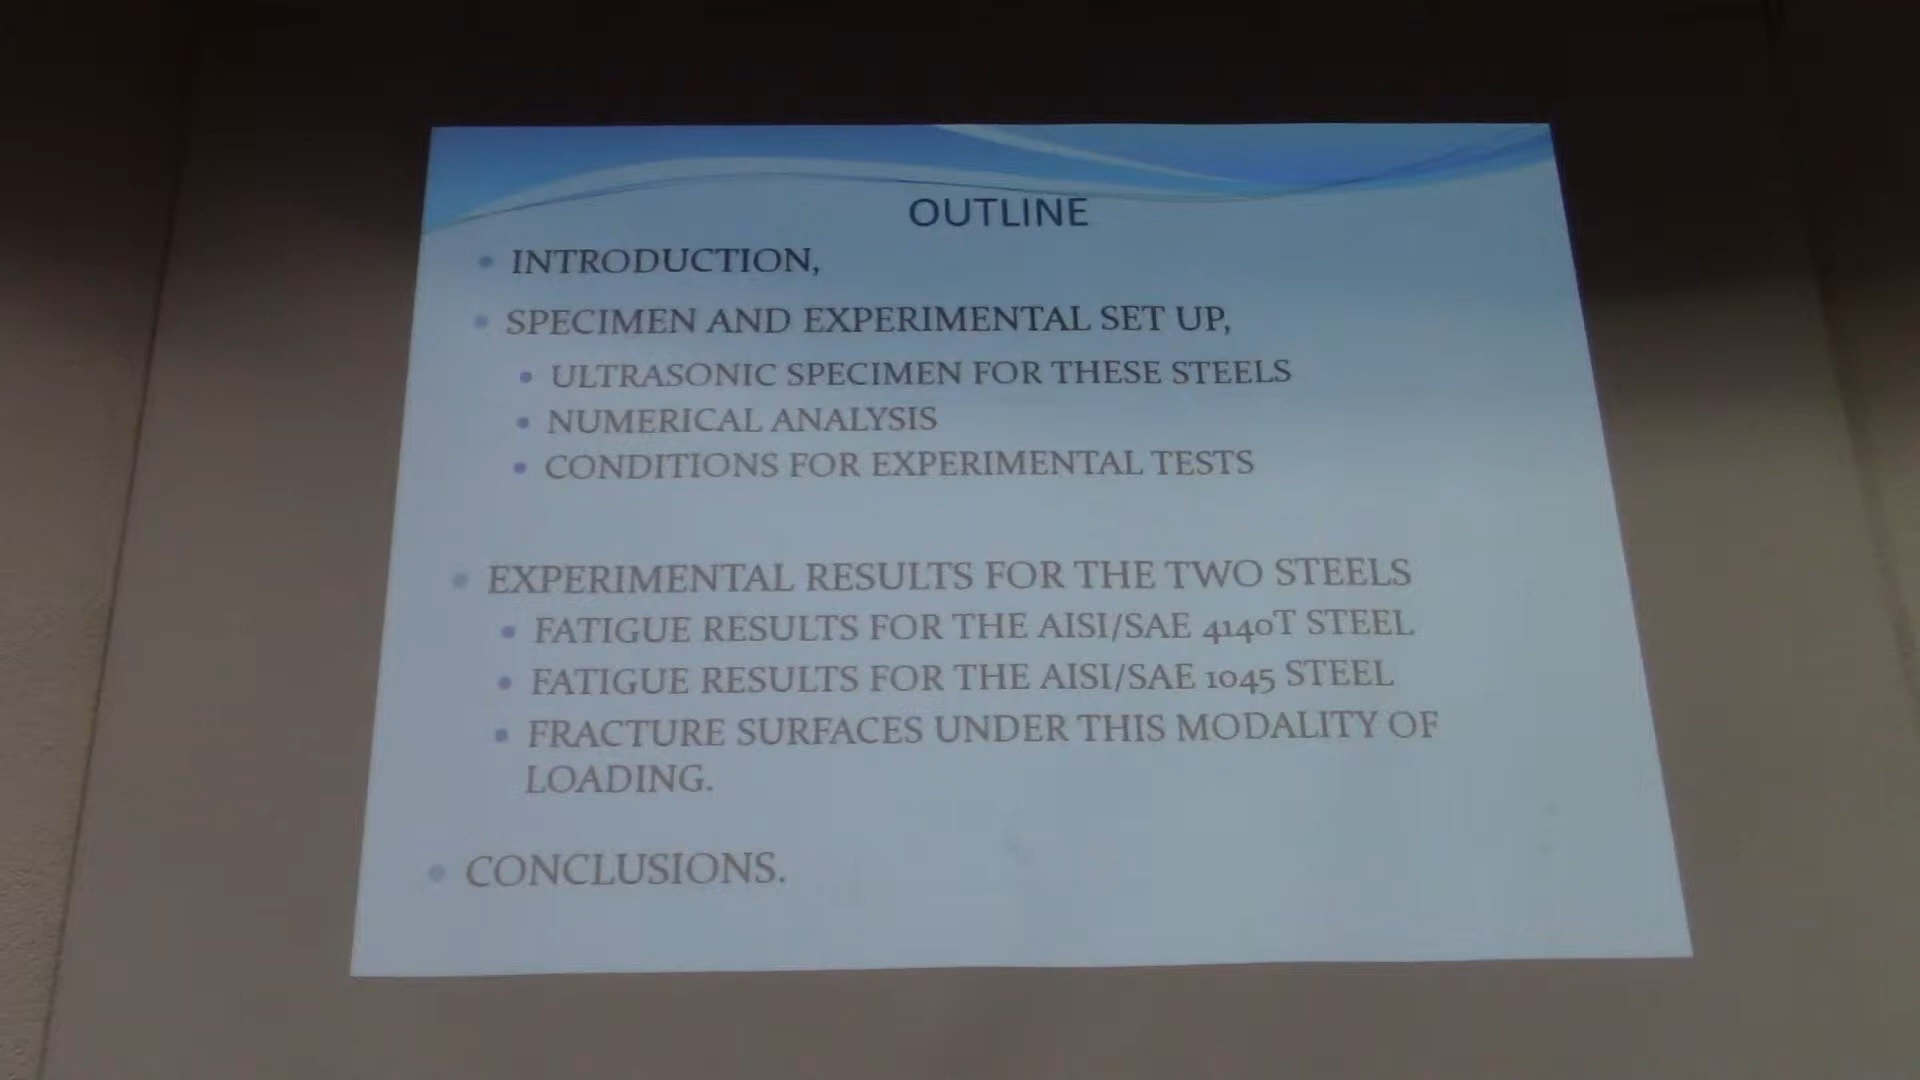 OUTLINE
• INTRODUCTION,
• SPECIMEN AND EXPERIMENTAL SET UP,
• ULTRASONIC SPECIMEN FOR THESE STEELS
• NUMERICAL ANALYSIS
• CONDITIONS FOR EXPERIMENTAL TESTS
• EXPERIMENTAL RESULTS FOR THE TWO STEELS
• FATIGUE RESULTS FOR THE AISI/SAE 4140T STEEL
• FATIGUE RESULTS FOR THE AISI/SAE 1045 STEEL
• FRACTURE SURFACES UNDER THIS MODALITY OF
LOADING.
• CONCLUSIONS.